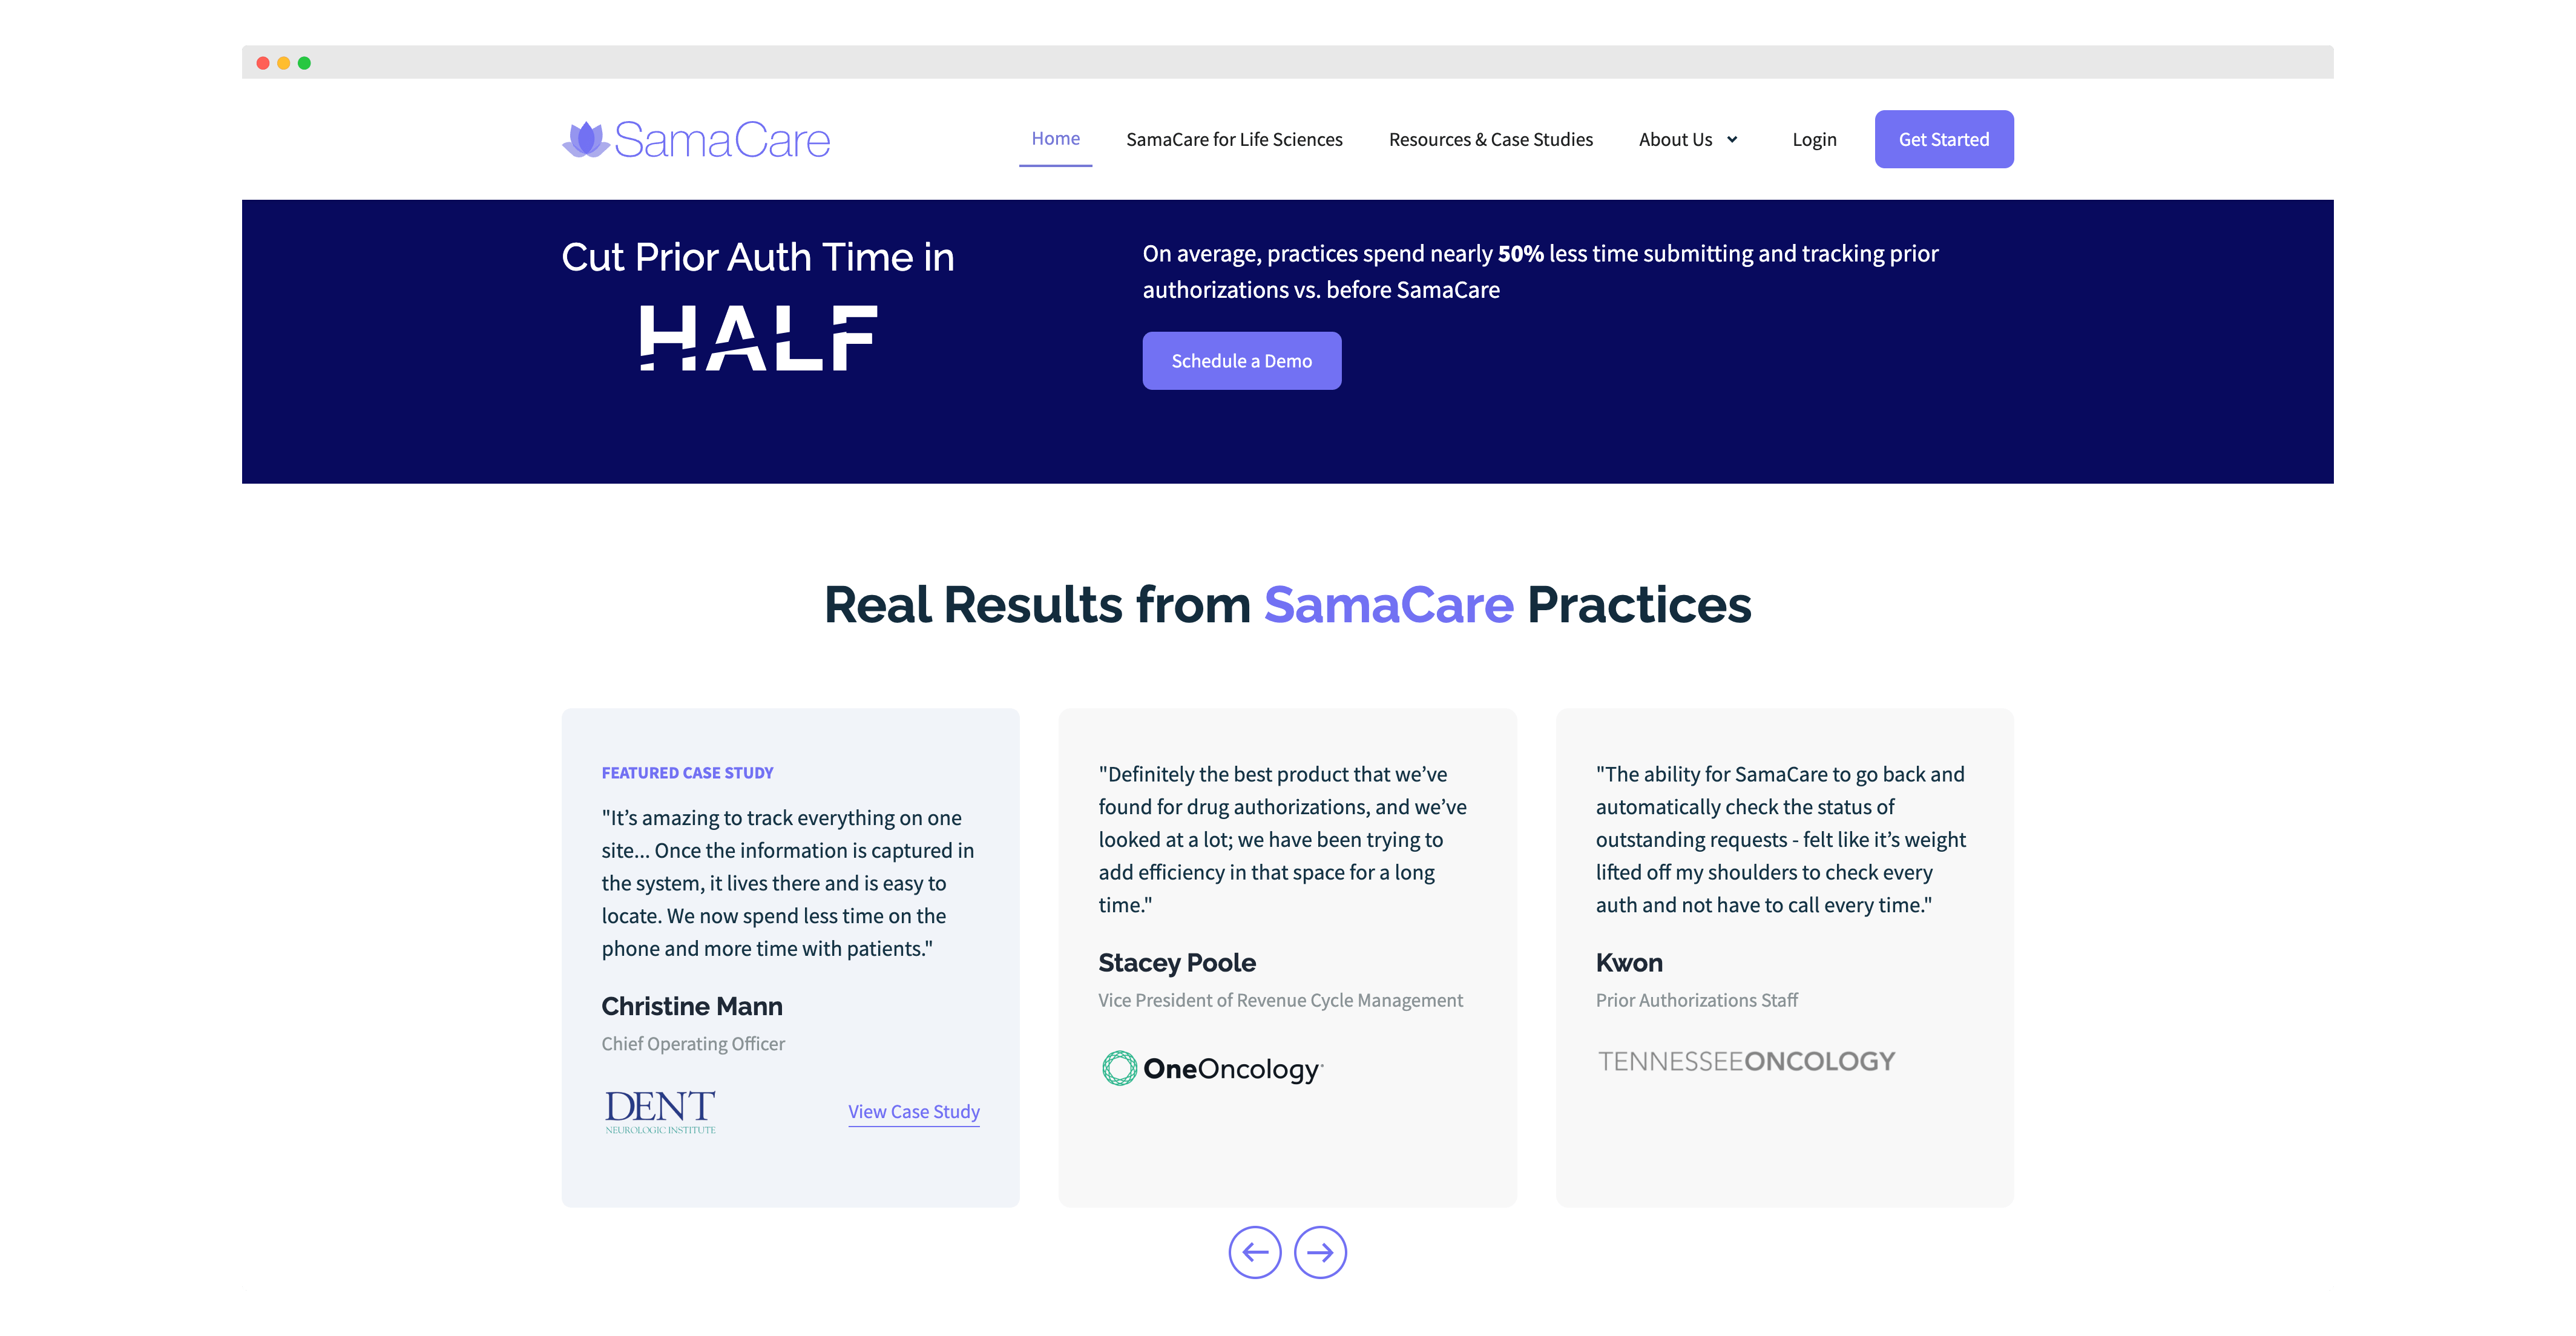 SamaCare
Home
SamaCare for Life Sciences
Resources & Case Studies
About Us
Login
Get Started
Cut Prior Auth Time in
HALF
On average, practices spend nearly 50% less time submitting and tracking prior
authorizations vs. before SamaCare
Schedule a Demo
Real Results from SamaCare Practices
FEATURED CASE STUDY
"It’s amazing to track everything on one
site... Once the information is captured in
the system, it lives there and is easy to
locate. We now spend less time on the
phone and more time with patients."
Christine Mann
Chief Operating Officer
DENT
NEUROLOGIC INSTITUTE
View Case Study
"Definitely the best product that we’ve
found for drug authorizations, and we’ve
looked at a lot; we have been trying to
add efficiency in that space for a long
time."
Stacey Poole
Vice President of Revenue Cycle Management
OneOncology
"The ability for SamaCare to go back and
automatically check the status of
outstanding requests - felt like it’s weight
lifted off my shoulders to check every
auth and not have to call every time."
Kwon
Prior Authorizations Staff
TENNESSEEONCOLOGY